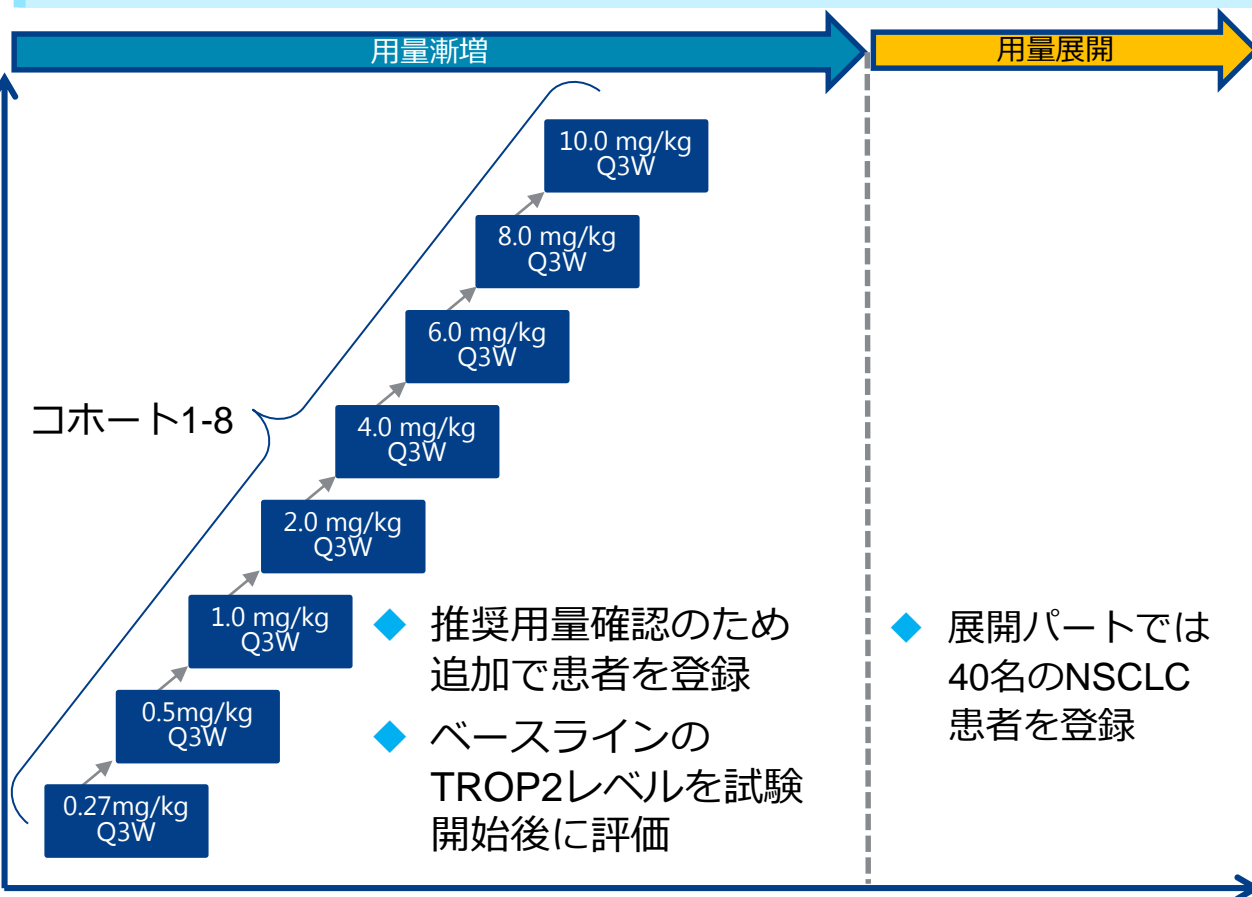 用量漸増
用量展開
10.0 mg/kg
Q3W
8.0 mg/kg
Q3W
6.0 mg/kg
Q3W
4.0 mg/kg
Q3W
2.0 mg/kg
Q3W
1.0 mg/kg
Q3W
0.5mg/kg
Q3W
0.27mg/kg
Q3W
コホート1-8
推奨用量確認のため
追加で患者を登録
ベースラインの
TROP2レベルを試験
開始後に評価
展開パートでは
40名のNSCLC
患者を登録